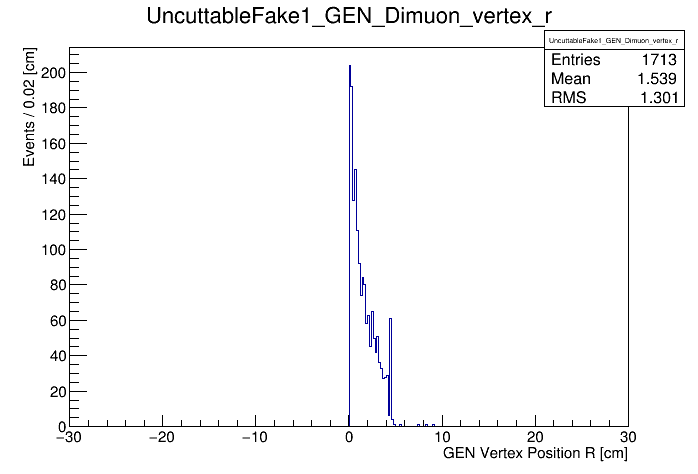 UncuttableFake1_GEN_Dimuon_vertex_r
UncuttableFake1_GEN_Dimuon_vertex_r
Entries 1713
Mean 1.539
RMS 1.301
Events / 0.02 [cm]
200
180
160
140
120
100
80
60
40
20
0
−30 −20 −10 0 10 20 30
GEN Vertex Position R [cm]